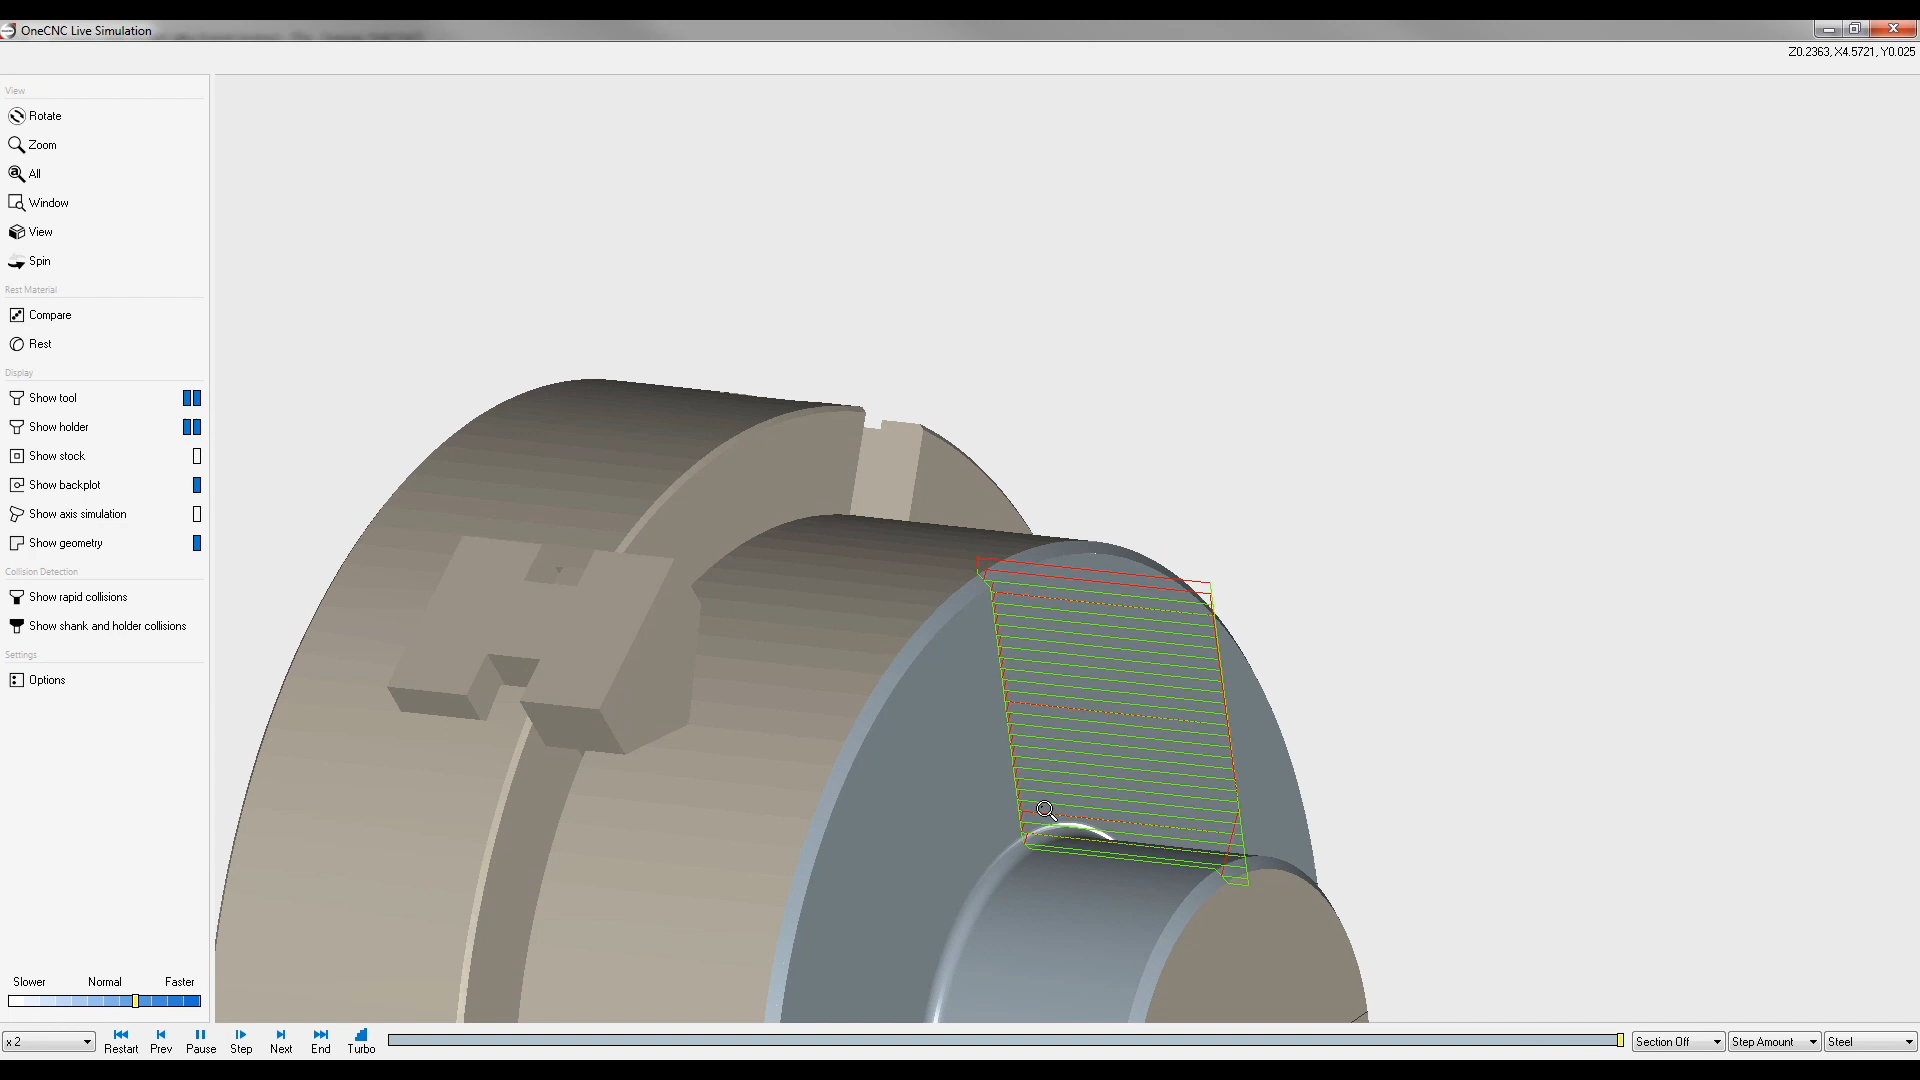 OneCNC Live Simulation
Z0.2363, X4.5721, Y0.025
View
Rotate
Zoom
All
Window
View
Spin
Rest Material
Compare
Rest
Display
Show tool
Show holder
Show stock
Show backplot
Show axis simulation
Show geometry
Collision Detection
Show rapid collisions
Show shank and holder collisions
Settings
Options
Slower Normal Faster
x 2 Restart Prev Pause Step Next End Turbo Section Off Step Amount Steel